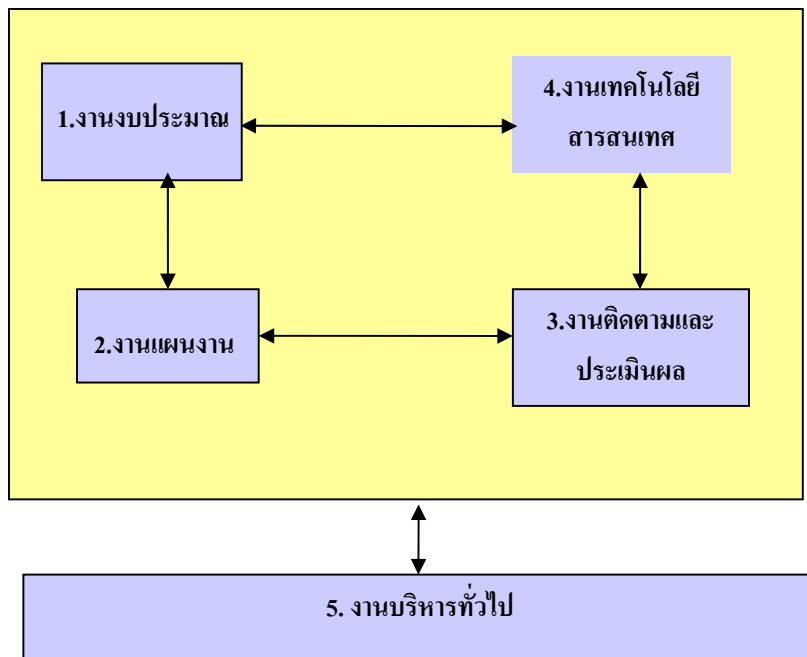 1.งานงบประมาณ
4.งานเทคโนโลยี
สารสนเทศ
2.งานแผนงาน
3.งานติดตามและ
ประเมินผล
5. งานบริหารทั่วไป